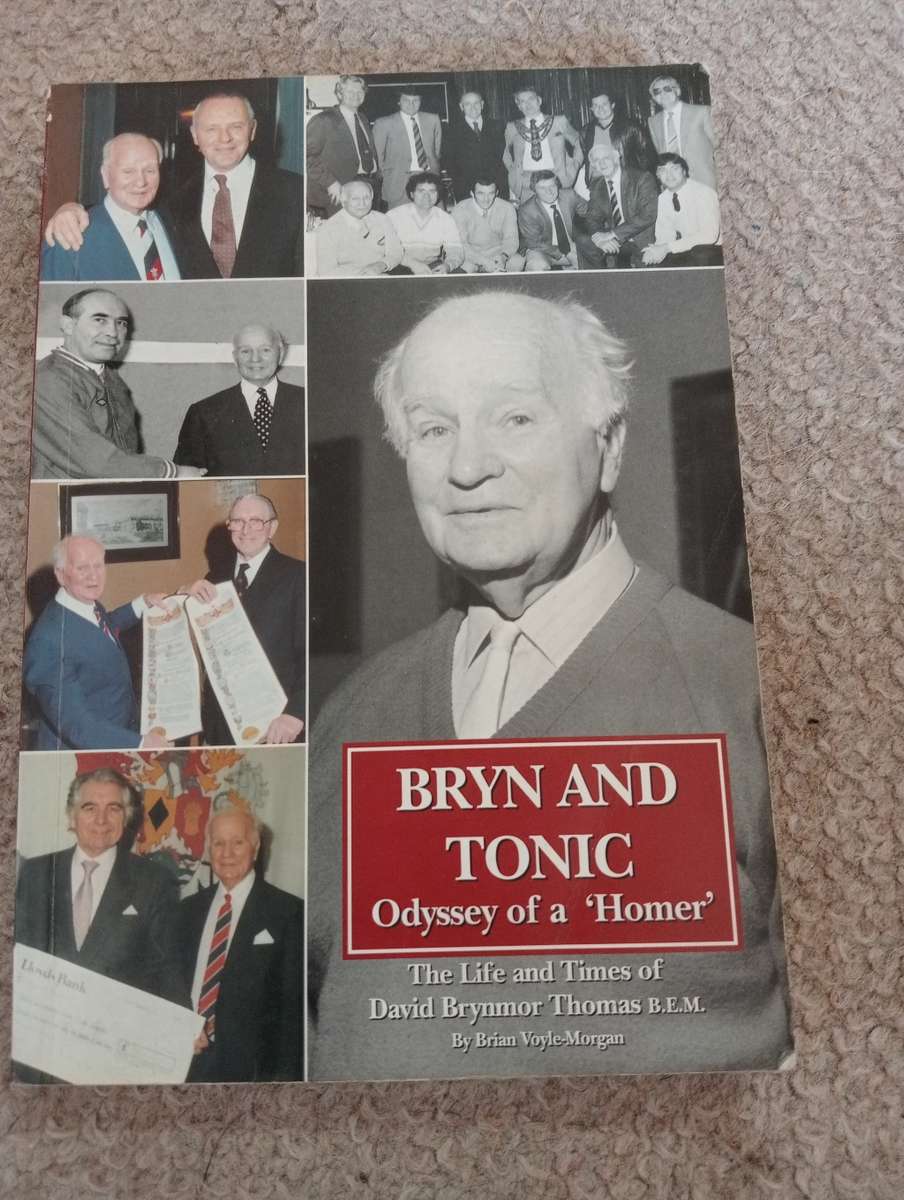 Lloyds Bank
BRYN AND
TONIC
Odyssey of a ‘Homer’
The Life and Times of
David Brynmor Thomas B.E.M.
By Brian Voyle-Morgan